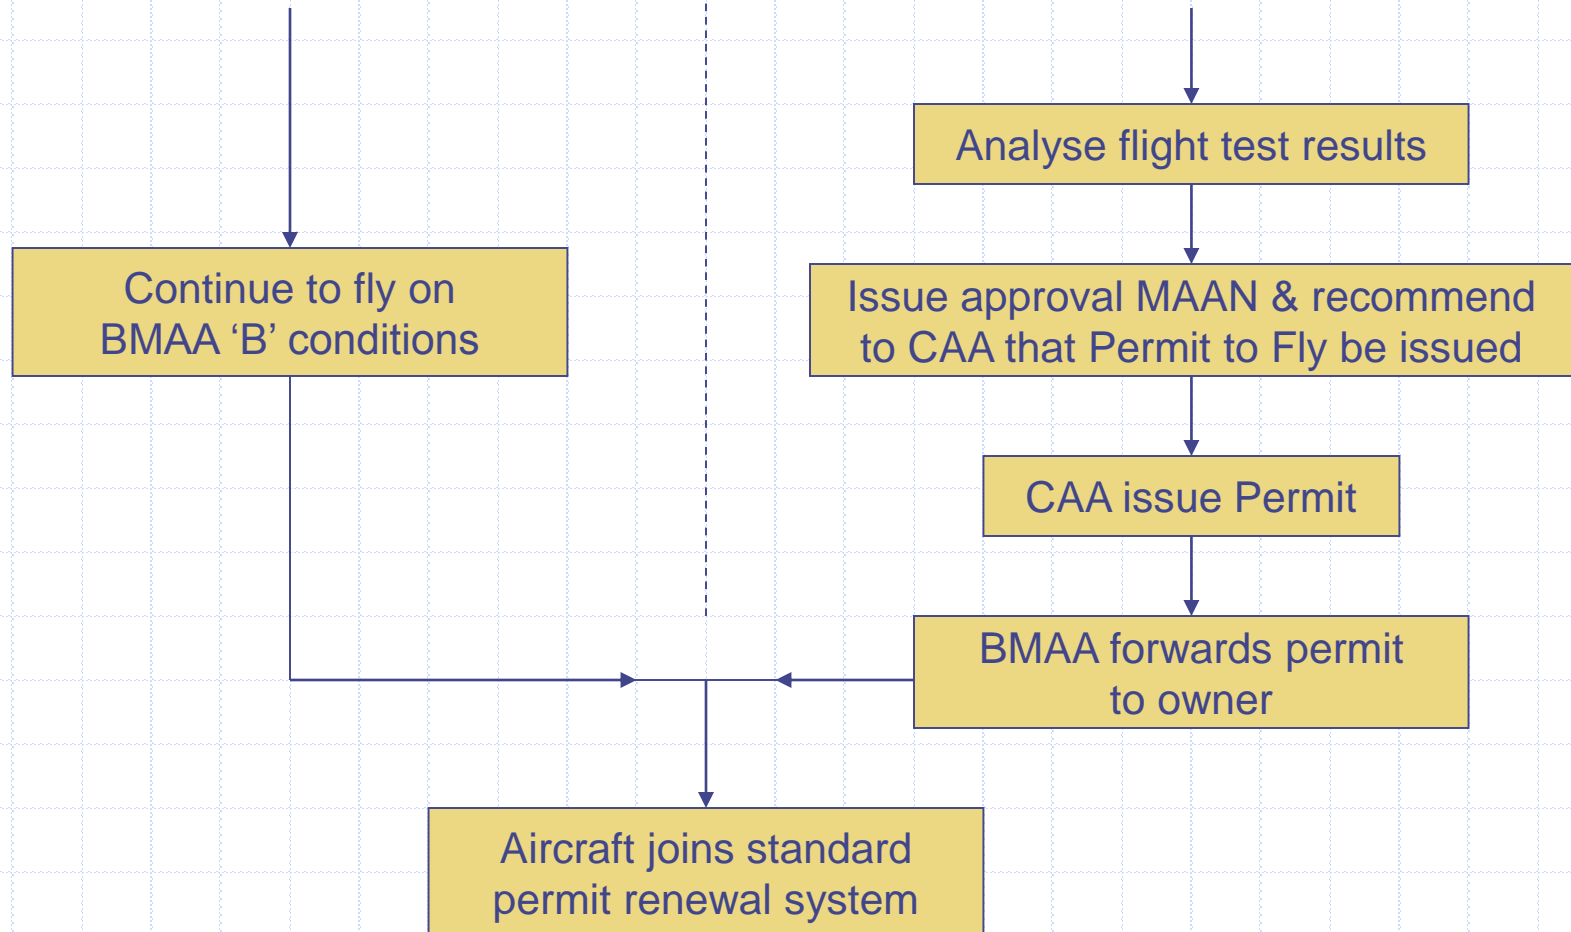 Analyse flight test results
Continue to fly on
BMAA ‘B’ conditions
Issue approval MAAN & recommend
to CAA that Permit to Fly be issued
CAA issue Permit
BMAA forwards permit
to owner
Aircraft joins standard
permit renewal system